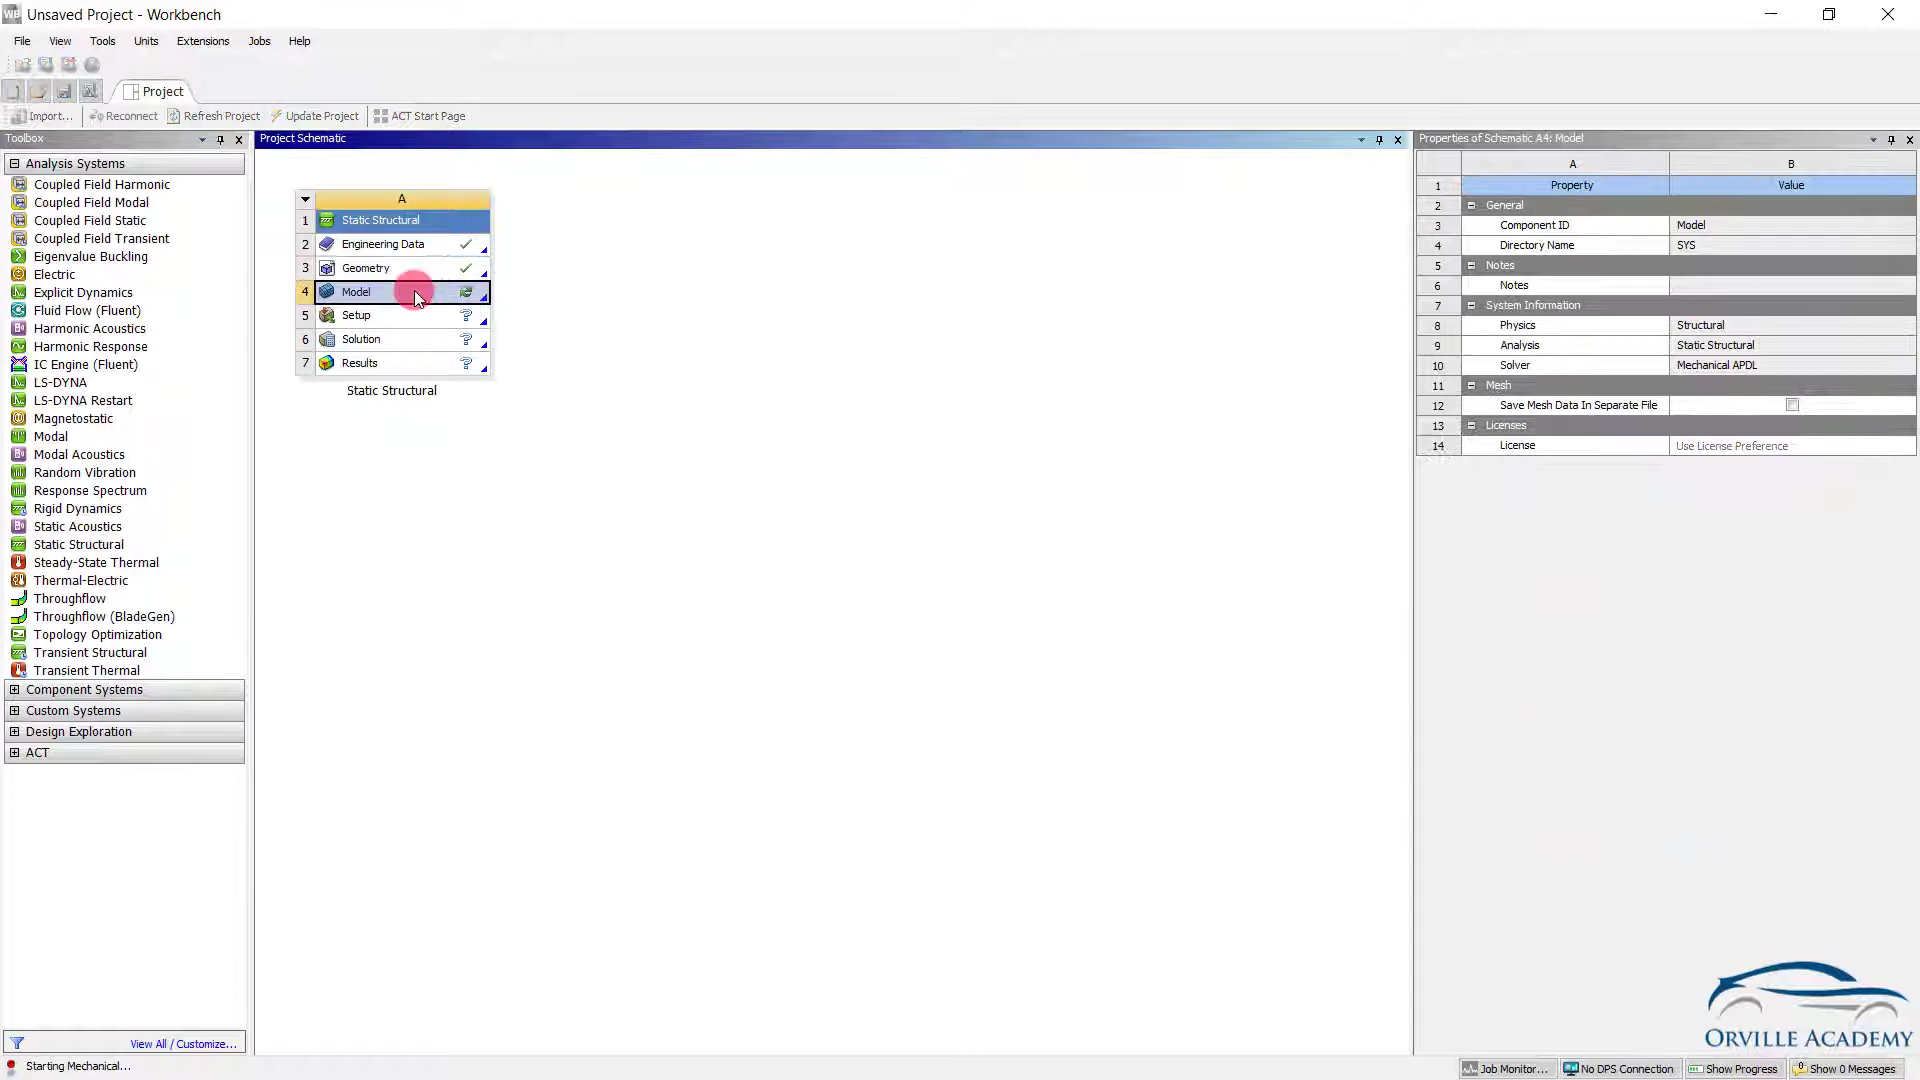 Unsaved Project - Workbench
File View Tools Units Extensions Jobs Help
Project
Import... Reconnect Refresh Project Update Project ACT Start Page
Toolbox
Analysis Systems
Coupled Field Harmonic
Coupled Field Modal
Coupled Field Static
Coupled Field Transient
Eigenvalue Buckling
Electric
Explicit Dynamics
Fluid Flow (Fluent)
Harmonic Acoustics
Harmonic Response
IC Engine (Fluent)
LS-DYNA
LS-DYNA Restart
Magnetostatic
Modal
Modal Acoustics
Random Vibration
Response Spectrum
Rigid Dynamics
Static Acoustics
Static Structural
Steady-State Thermal
Thermal-Electric
Throughflow
Throughflow (BladeGen)
Topology Optimization
Transient Structural
Transient Thermal
Component Systems
Custom Systems
Design Exploration
ACT
View All / Customize...
Project Schematic
A
1 Static Structural
2 Engineering Data
3 Geometry
4 Model
5 Setup ?
6 Solution ?
7 Results ?
Static Structural
Properties of Schematic A4: Model
A B
1 Property Value
2 General
3 Component ID Model
4 Directory Name SYS
5 Notes
6 Notes
7 System Information
8 Physics Structural
9 Analysis Static Structural
10 Solver Mechanical APDL
11 Mesh
12 Save Mesh Data In Separate File
13 Licenses
14 License Use License Preference
ORVILLE ACADEMY
Starting Mechanical... Job Monitor... No DPS Connection Show Progress Show 0 Messages